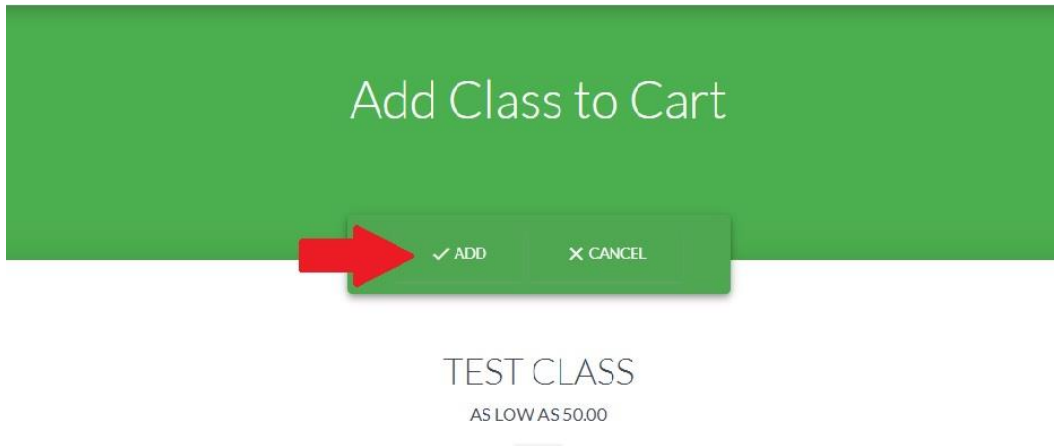 Add Class to Cart
ADD
CANCEL
TEST CLASS
AS LOW AS 50.00